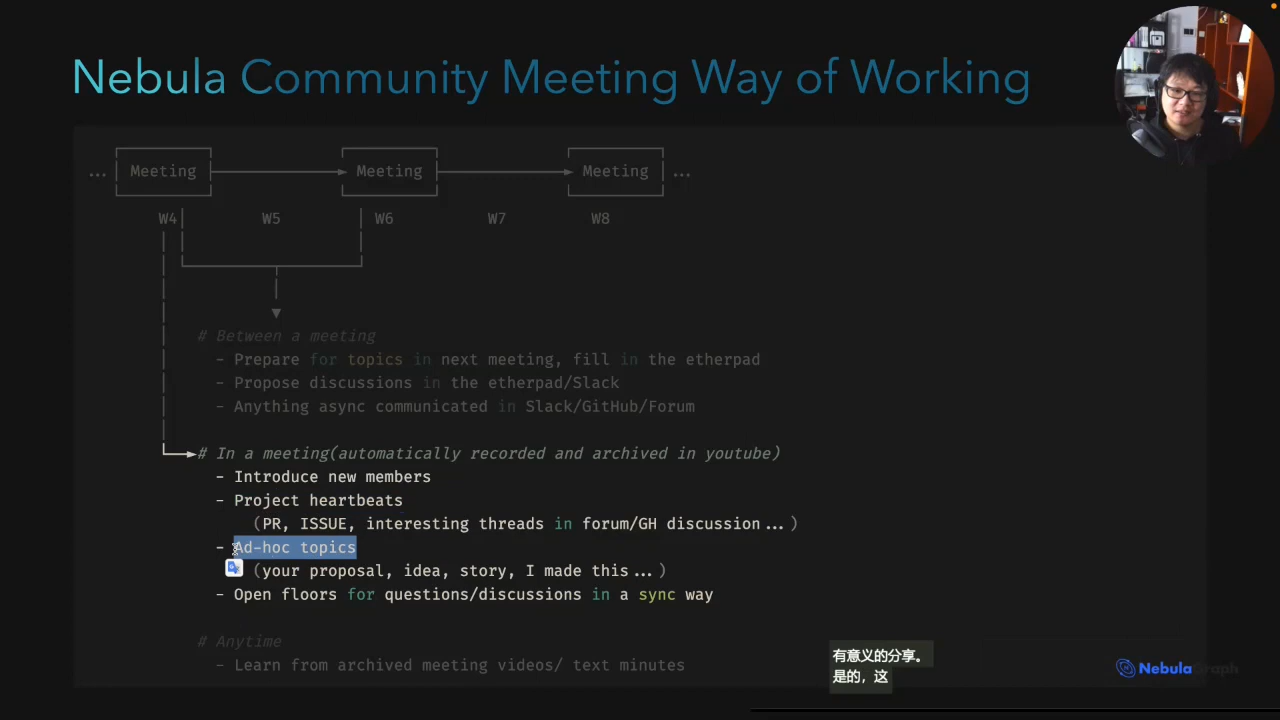 Nebula Community Meeting Way of Working
... Meeting Meeting Meeting ...
W4 W5 W6 W7 W8
# Between a meeting
- Prepare for topics in next meeting, fill in the etherpad
- Propose discussions in the etherpad/Slack
- Anything async communicated in Slack/GitHub/Forum
# In a meeting(automatically recorded and archived in youtube)
- Introduce new members
- Project heartbeats
(PR, ISSUE, interesting threads in forum/GH discussion...)
- Ad-hoc topics
(your proposal, idea, story, I made this...)
- Open floors for questions/discussions in a sync way
# Anytime
- Learn from archived meeting videos/ text minutes
有意义的分享。
是的，这
NebulaGraph